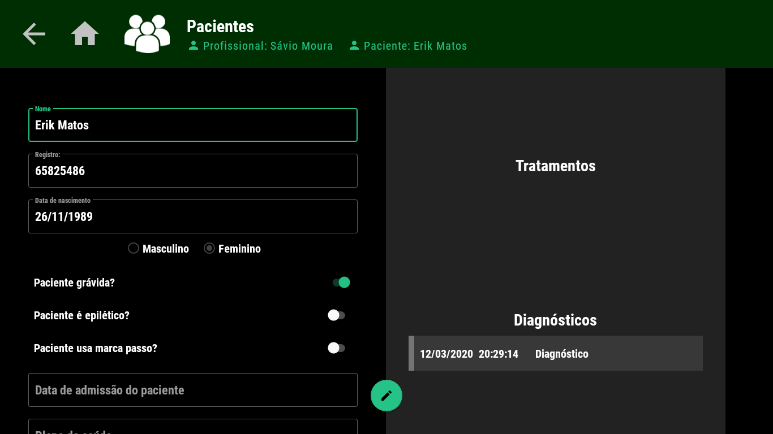 Pacientes
Profissional: Sávio Moura Paciente: Erik Matos
Nome
Erik Matos
Registro:
65825486
Data de nascimento
26/11/1989
Masculino Feminino
Paciente grávida?
Paciente é epilético?
Paciente usa marca passo?
Data de admissão do paciente
Tratamentos
Diagnósticos
12/03/2020 20:29:14 Diagnóstico